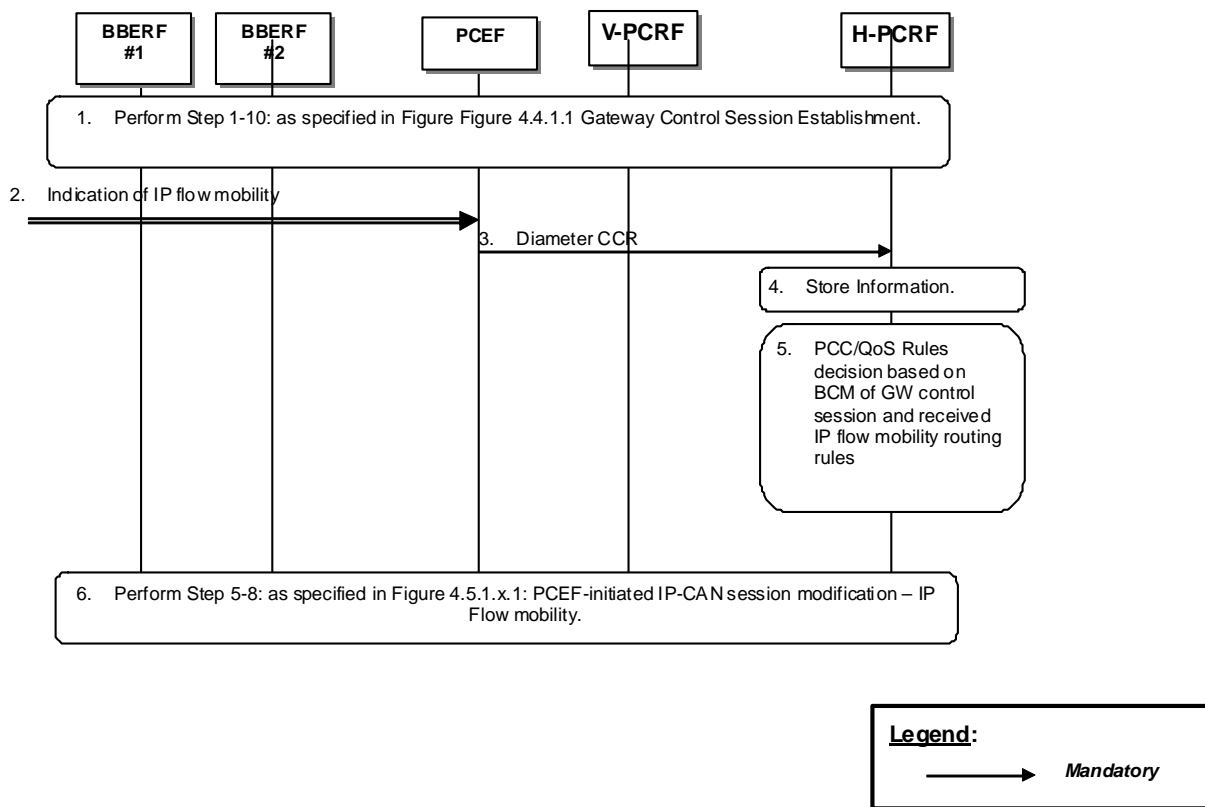 BBERF
#1
BBERF
#2
PCEF
V-PCRF
H-PCRF
1. Perform Step 1-10: as specified in Figure Figure 4.4.1.1 Gateway Control Session Establishment.
2. Indication of IP flow mobility
3. Diameter CCR
4. Store Information.
5. PCC/QoS Rules
decision based on
BCM of GW control
session and received
IP flow mobility routing
rules
6. Perform Step 5-8: as specified in Figure 4.5.1.x.1: PCEF-initiated IP-CAN session modification – IP
Flow mobility.
Legend:
Mandatory